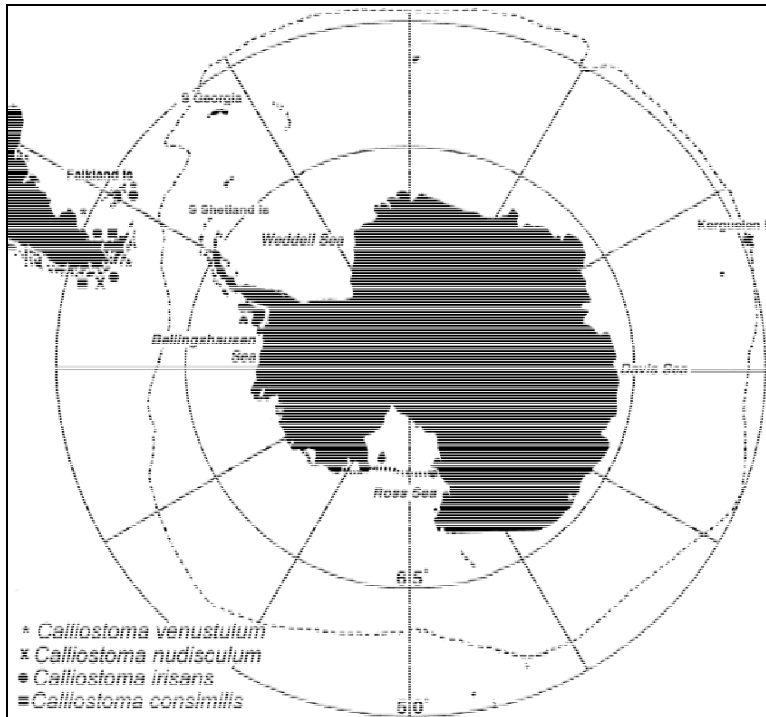 S Georgia
Falkland is
S Shetland is
Weddell Sea
Kerguelen
Bellingshausen
Sea
Davis Sea
Ross Sea
65°
* Calliostoma venustulum
x Calliostoma nudisculum
● Calliostoma irisans
■ Calliostoma consimilis
50°